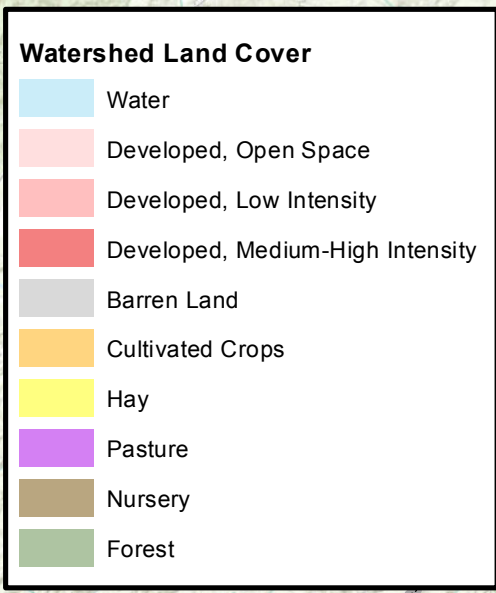 Watershed Land Cover
Water
Developed, Open Space
Developed, Low Intensity
Developed, Medium-High Intensity
Barren Land
Cultivated Crops
Hay
Pasture
Nursery
Forest